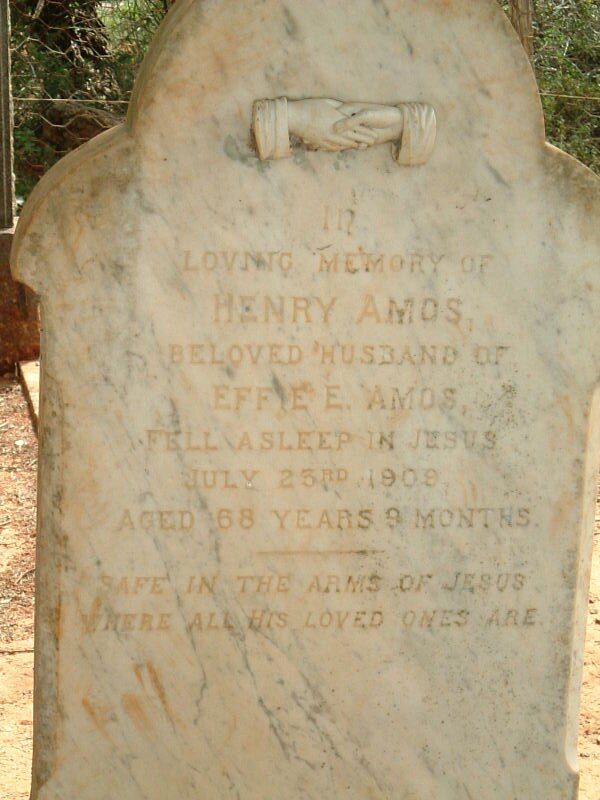 IN
LOVING MEMORY OF
HENRY AMOS,
BELOVED HUSBAND OF
EFFIE E. AMOS,
FELL ASLEEP IN JESUS
JULY 23RD 1909,
AGED 68 YEARS 9 MONTHS.
SAFE IN THE ARMS OF JESUS
WHERE ALL HIS LOVED ONES ARE.